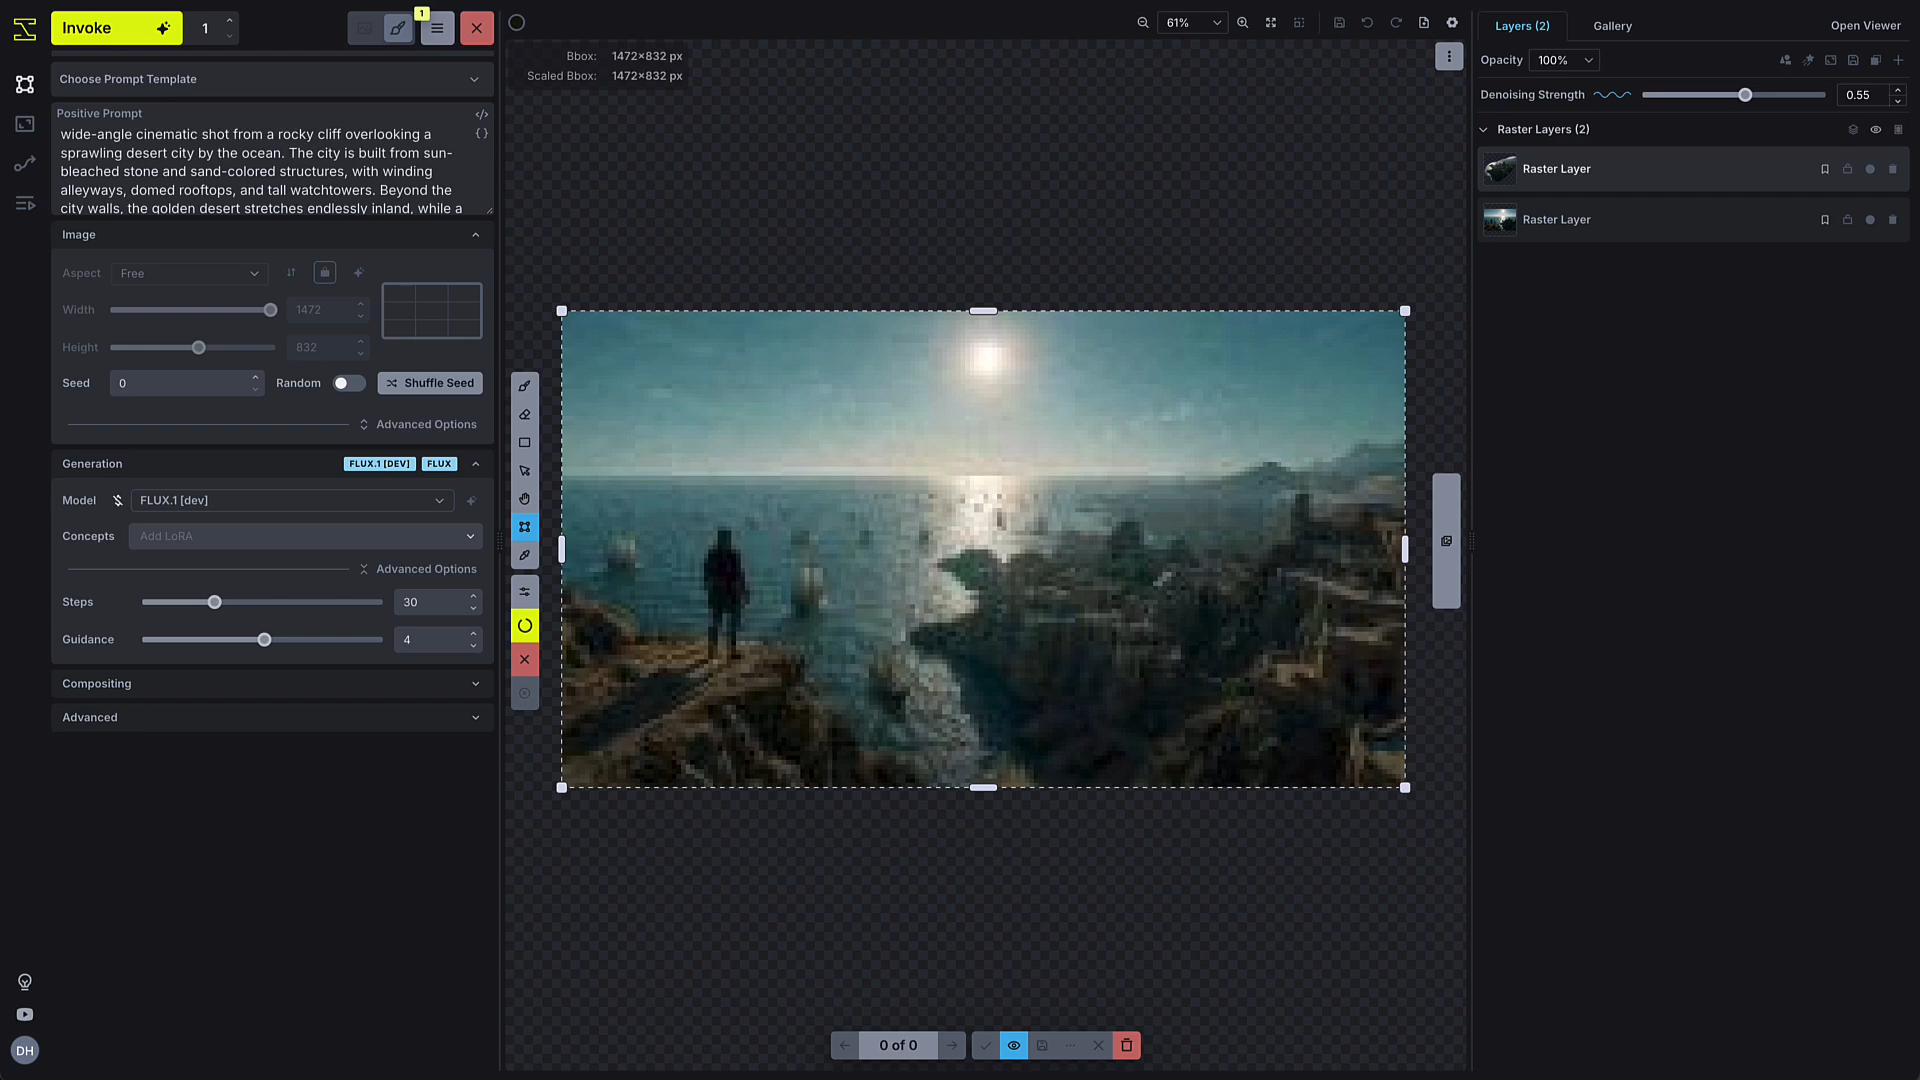 Invoke
1
1
Choose Prompt Template
Positive Prompt
wide-angle cinematic shot from a rocky cliff overlooking a
sprawling desert city by the ocean. The city is built from sun-
bleached stone and sand-colored structures, with winding
alleyways, domed rooftops, and tall watchtowers. Beyond the
city walls, the golden desert stretches endlessly inland, while a
Image
Aspect
Free
Width
1472
Height
832
Seed
0
Random
Shuffle Seed
Advanced Options
Generation
FLUX.1 [DEV]
FLUX
Model
FLUX.1 [dev]
Concepts
Add LoRA
Advanced Options
Steps
30
Guidance
4
Compositing
Advanced
DH
61%
Bbox: 1472×832 px
Scaled Bbox: 1472×832 px
0 of 0
Layers (2)
Gallery
Open Viewer
Opacity
100%
Denoising Strength
0.55
Raster Layers (2)
Raster Layer
Raster Layer